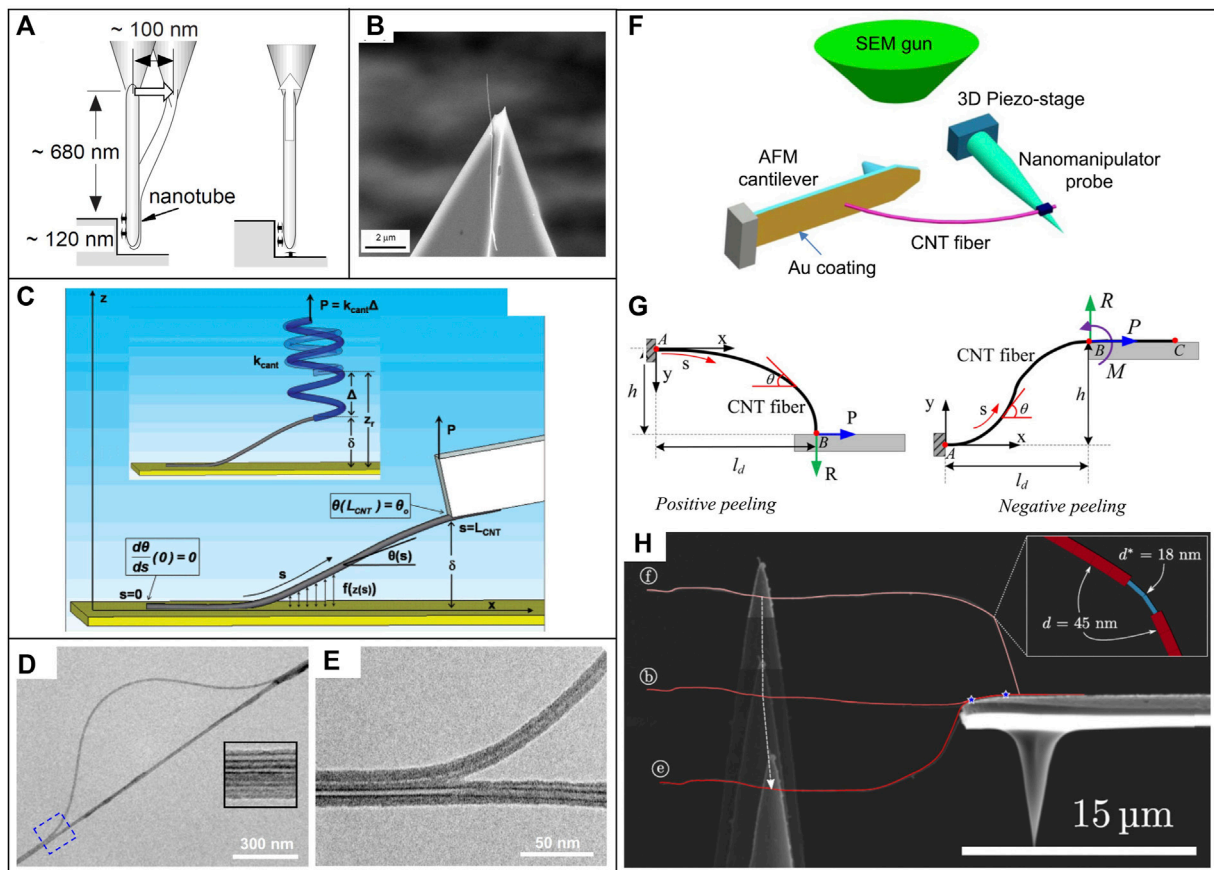 A
~ 100 nm
~ 680 nm
nanotube
~ 120 nm
B
2 μm
C
z
P = k_cant Δ
k_cant
Δ
z_r
δ
P
θ(L_CNT) = θ_o
s=L_CNT
dθ/ds (0) = 0
s
θ(s)
δ
f(z(s))
s=0
x
D
300 nm
E
50 nm
F
SEM gun
3D Piezo-stage
AFM
cantilever
Nanomanipulator
probe
CNT fiber
Au coating
G
A
x
s
y
h
θ
CNT fiber
P
B
R
l_d
Positive peeling
R
P
B
C
CNT fiber
M
y
s
θ
h
x
A
l_d
Negative peeling
H
f
d* = 18 nm
d = 45 nm
b
e
15 μm